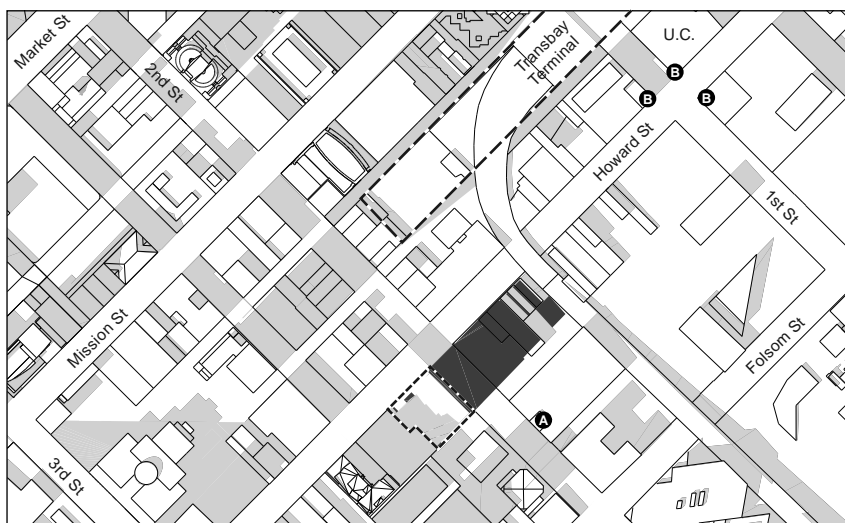 Market St
2nd St
Transbay
Terminal
U.C.
B
B
B
Howard St
1st St
Mission St
Folsom St
A
3rd St